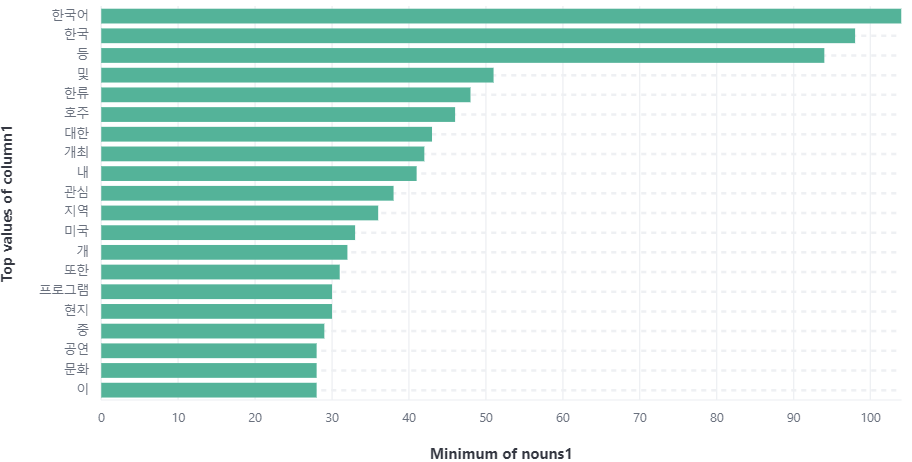 한국어
한국
등
및
한류
호주
대한
개최
내
관심
지역
미국
개
또한
프로그램
현지
중
공연
문화
이
Top values of column1
0 10 20 30 40 50 60 70 80 90 100
Minimum of nouns1